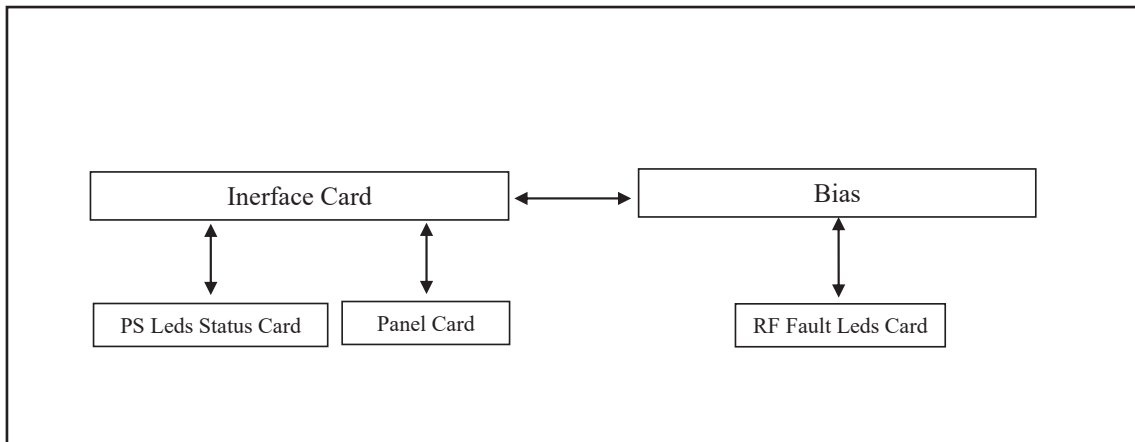 Inerface Card
Bias
PS Leds Status Card
Panel Card
RF Fault Leds Card